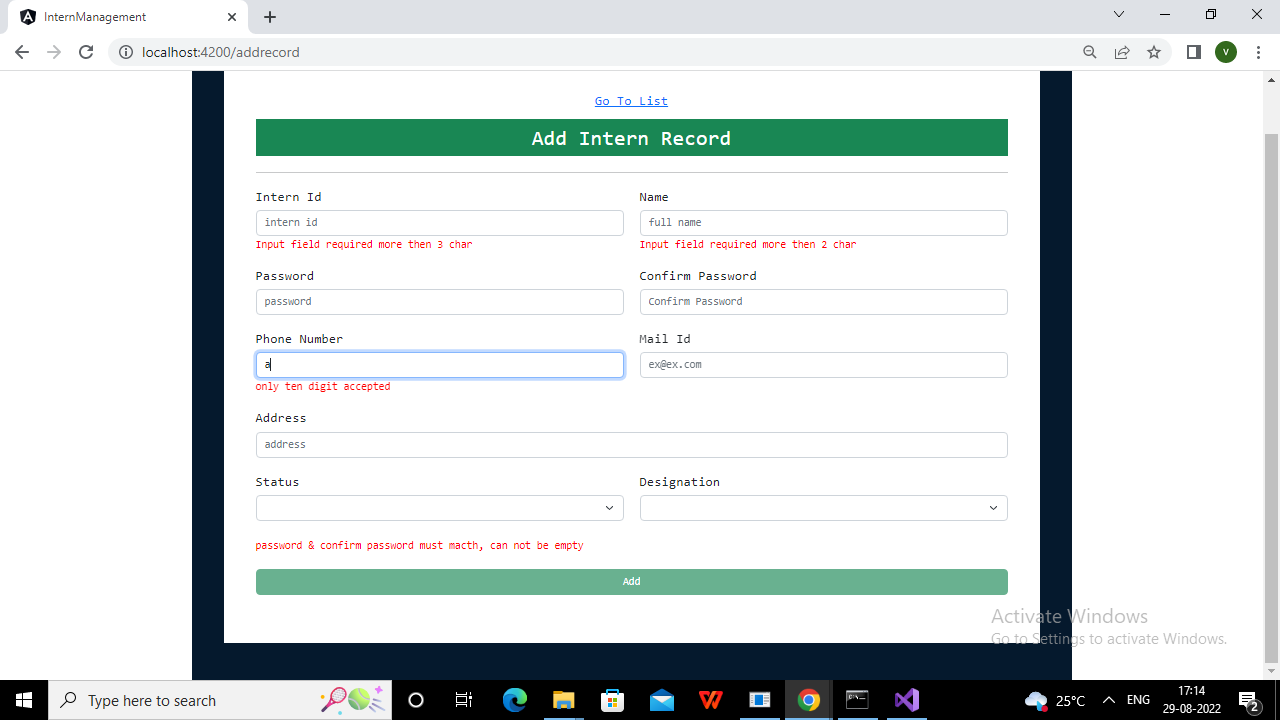 InternManagement
localhost:4200/addrecord
V
Go To List
Add Intern Record
Intern Id
Name
intern id
full name
Input field required more then 3 char
Input field required more then 2 char
Password
Confirm Password
password
Confirm Password
Phone Number
Mail Id
a
ex@ex.com
only ten digit accepted
Address
address
Status
Designation
password & confirm password must macth, can not be empty
Add
Activate Windows
Go to Settings to activate Windows.
Type here to search
25°C
ENG
17:14
29-08-2022
2